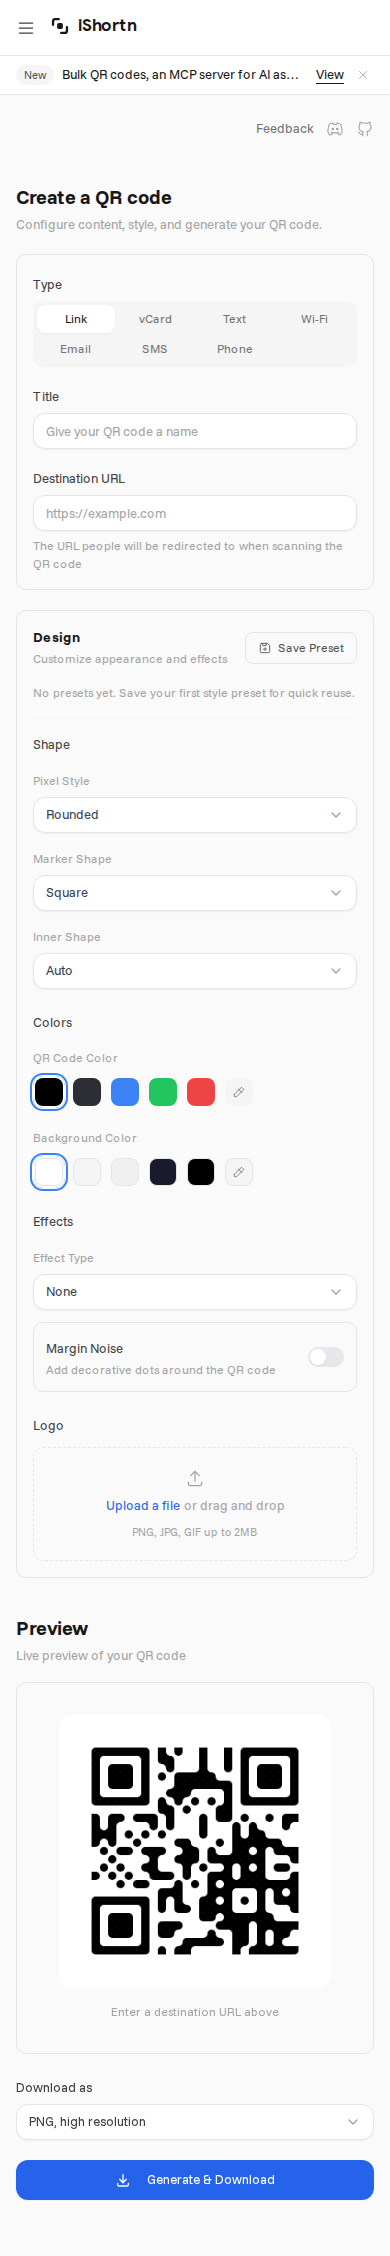 iShortn
New Bulk QR codes, an MCP server for AI as... View
Feedback
Create a QR code
Configure content, style, and generate your QR code.
Type
Link vCard Text Wi-Fi
Email SMS Phone
Title
Give your QR code a name
Destination URL
https://example.com
The URL people will be redirected to when scanning the
QR code
Design
Customize appearance and effects
Save Preset
No presets yet. Save your first style preset for quick reuse.
Shape
Pixel Style
Rounded
Marker Shape
Square
Inner Shape
Auto
Colors
QR Code Color
Background Color
Effects
Effect Type
None
Margin Noise
Add decorative dots around the QR code
Logo
Upload a file or drag and drop
PNG, JPG, GIF up to 2MB
Preview
Live preview of your QR code
Enter a destination URL above
Download as
PNG, high resolution
Generate & Download